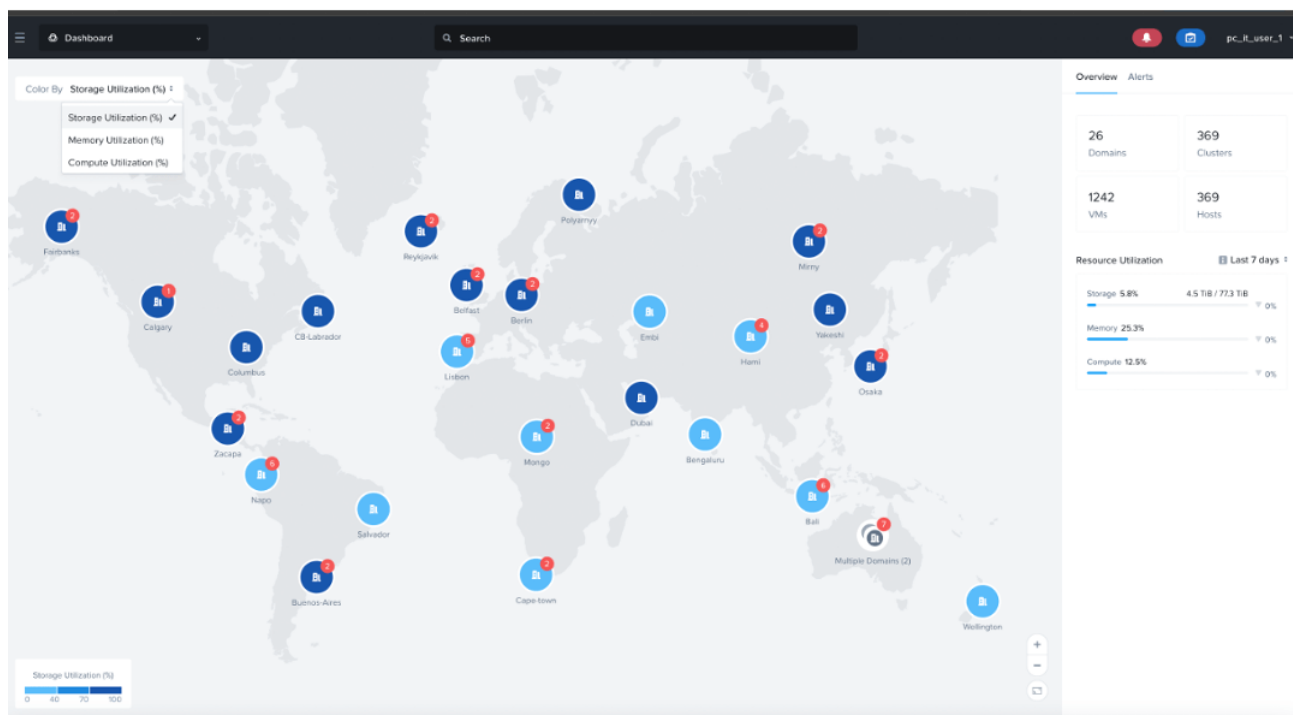 Dashboard
Search
pc_it_user_1
Color By Storage Utilization (%)
Storage Utilization (%)
Memory Utilization (%)
Compute Utilization (%)
Overview Alerts
26
Domains
369
Clusters
1242
VMs
369
Hosts
Resource Utilization Last 7 days
Storage 5.8% 4.5 TiB / 77.3 TiB
0%
Memory 25.3%
0%
Compute 12.5%
0%
Polyarnyy
2
Fairbanks
2
Reykjavik
2
Mirny
2
Belfast
2
Berlin
1
Calgary
CB-Labrador
Embi
Yakeshi
4
Hami
Columbus
5
Lisbon
2
Osaka
Dubai
2
Zacapa
2
Mongo
Bengaluru
6
Napo
6
Bali
Salvador
7
Multiple Domains (2)
2
Buenos-Aires
2
Cape-town
Wellington
+
−
Storage Utilization (%)
0 40 70 100